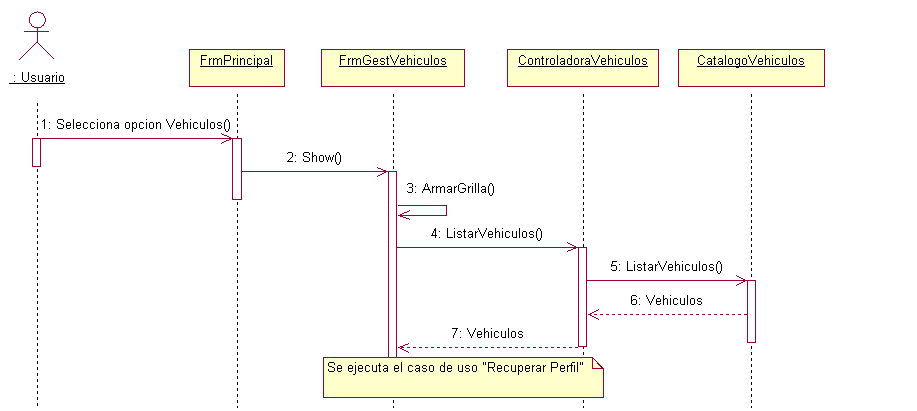 : Usuario
FrmPrincipal
FrmGestVehiculos
ControladoraVehiculos
CatalogoVehiculos
1: Selecciona opcion Vehiculos()
2: Show()
3: ArmarGrilla()
4: ListarVehiculos()
5: ListarVehiculos()
6: Vehiculos
7: Vehiculos
Se ejecuta el caso de uso "Recuperar Perfil"